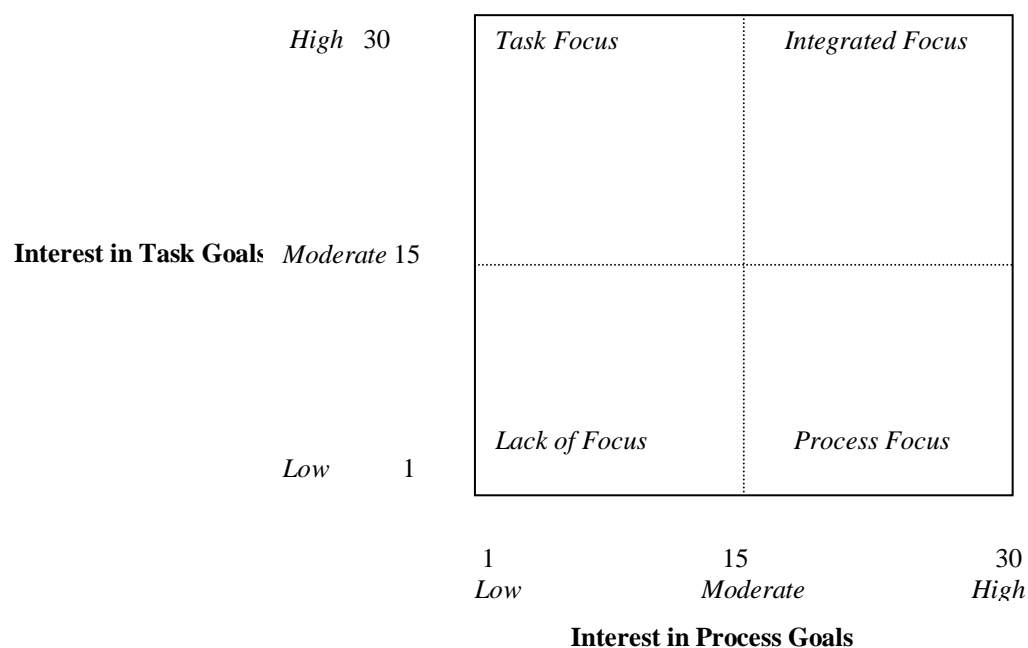 High 30 Task Focus Integrated Focus
Interest in Task Goals Moderate 15
Lack of Focus Process Focus
Low 1
1 15 30
Low Moderate High
Interest in Process Goals